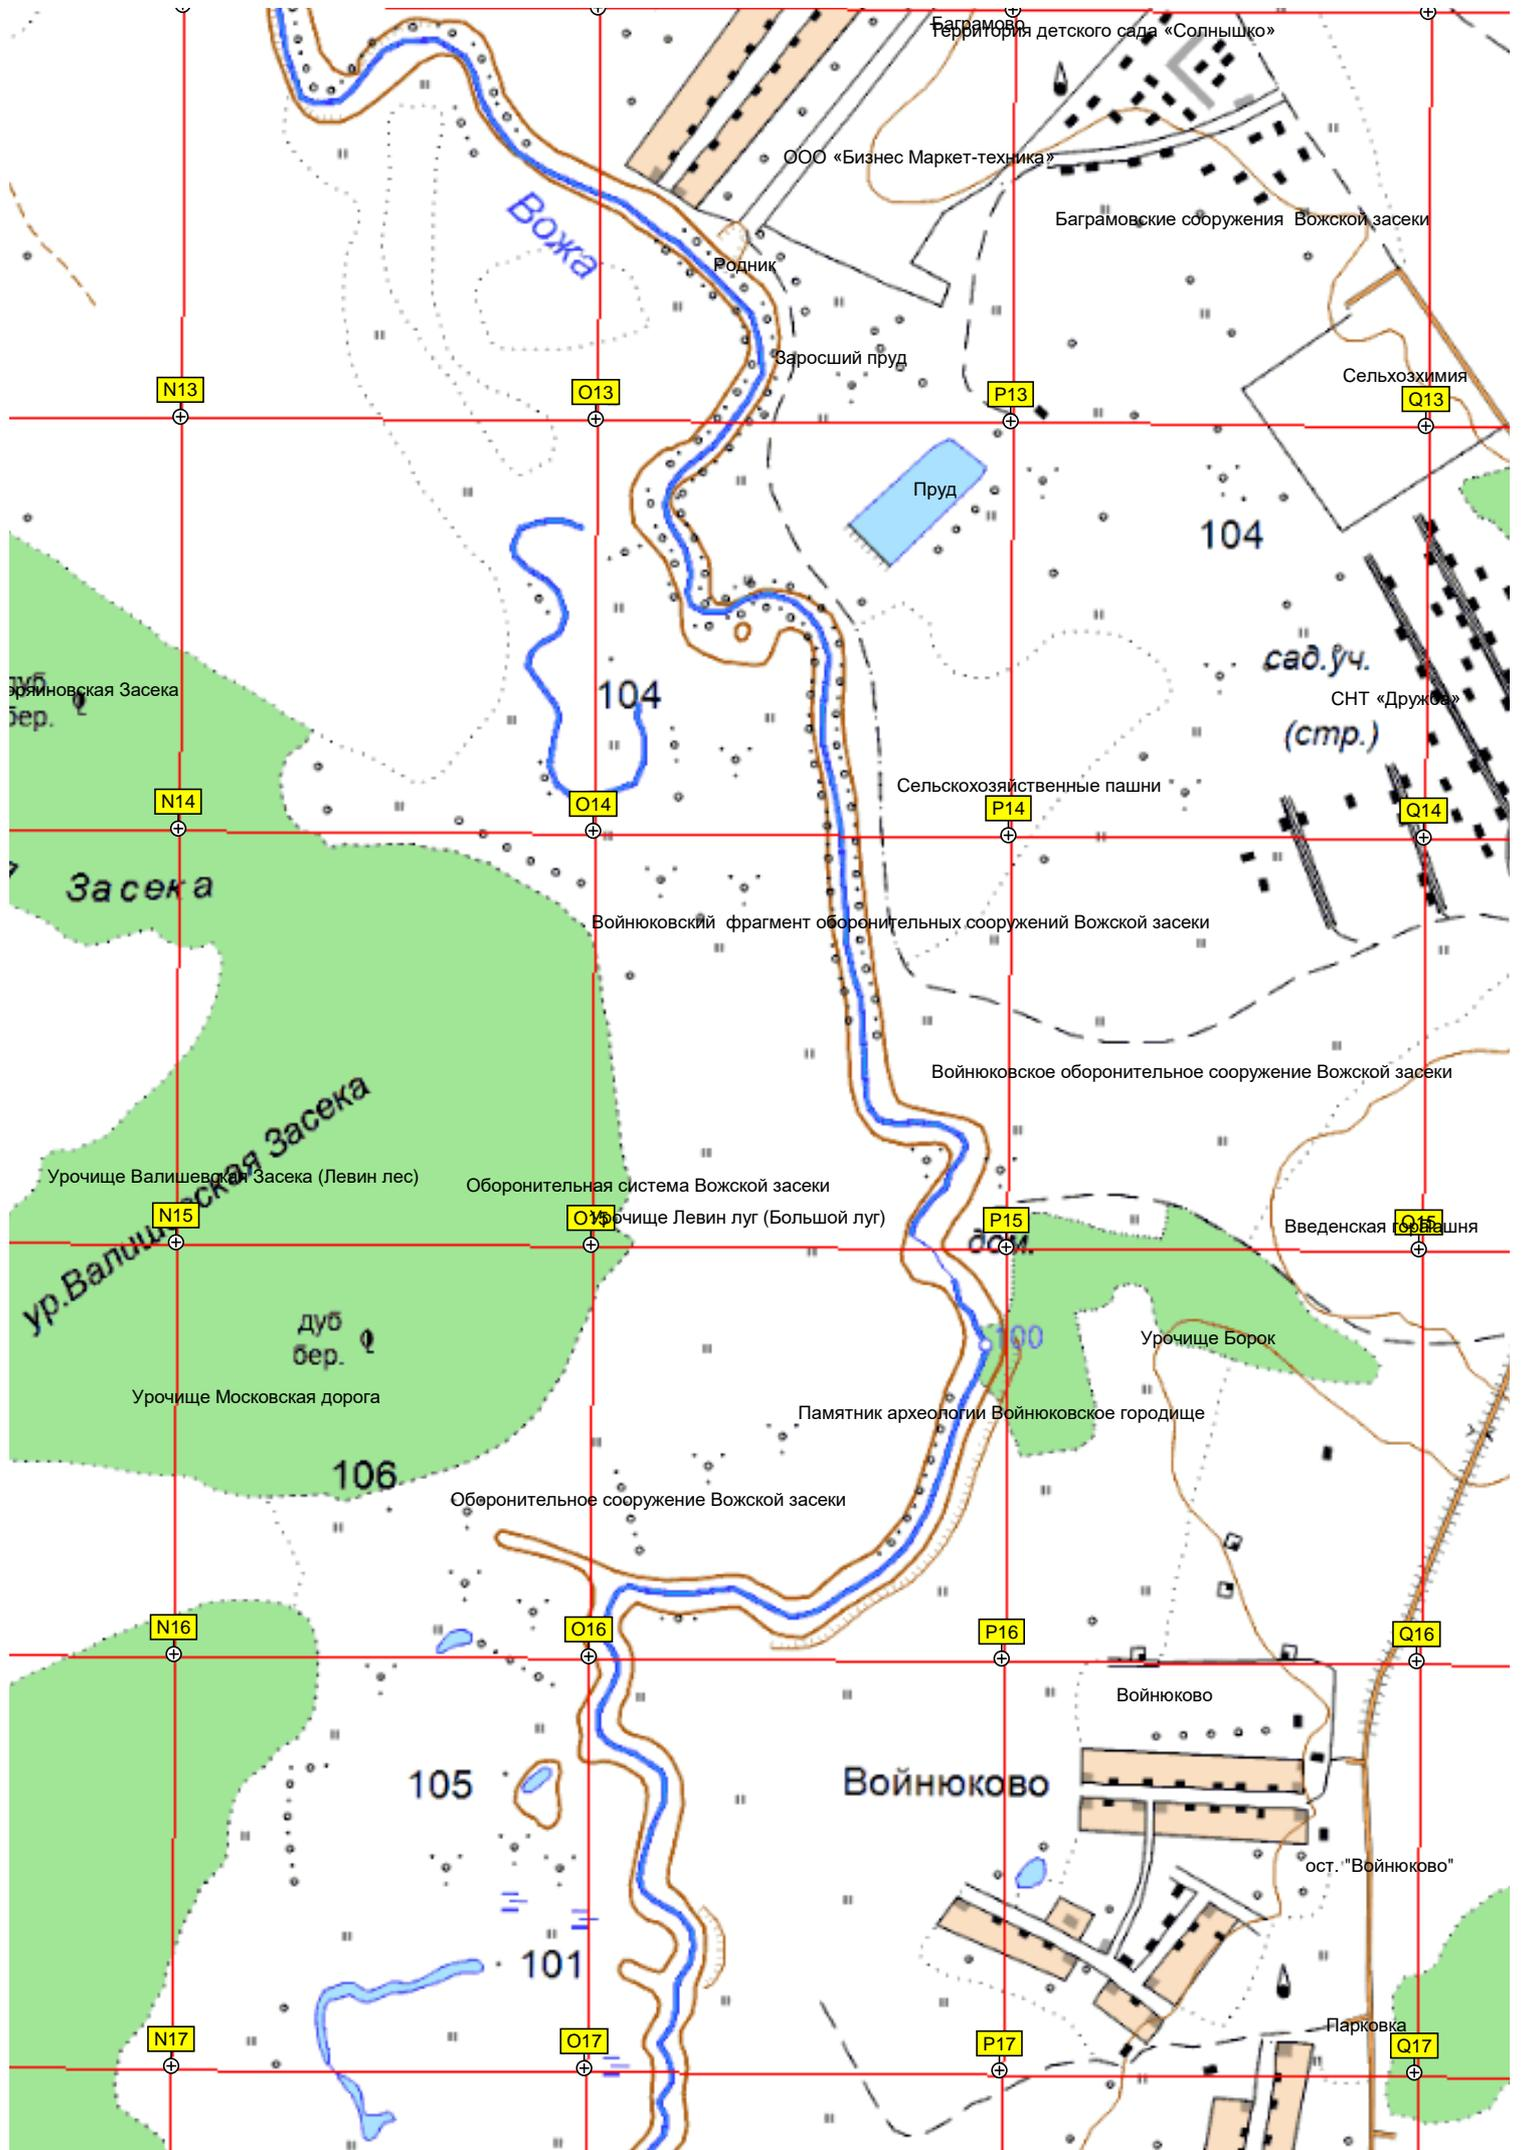 Баграмово
Территория детского сада «Солнышко»
ООО «Бизнес Маркет-техника»
Баграмовские сооружения Вожской засеки
Вожа
Родник
Заросший пруд
Сельхозхимия
N13
O13
P13
Q13
Пруд
104
сад.уч.
СНТ «Дружба»
(стр.)
104
Засека
бер.
Сельскохозяйственные пашни
N14
O14
P14
Q14
Засека
Войнюковский фрагмент оборонительных сооружений Вожской засеки
Войнюковское оборонительное сооружение Вожской засеки
ур.Валишевская Засека
Урочище Валишевская Засека (Левин лес)
Оборонительная система Вожской засеки
N15
O15
Урочище Левин луг (Большой луг)
P15
Q15
Введенская гора
дом.
100
Урочище Борок
дуб
бер.
Урочище Московская дорога
Памятник археологии Войнюковское городище
106
Оборонительное сооружение Вожской засеки
N16
O16
P16
Q16
Войнюково
105
Войнюково
ост. "Войнюково"
101
Парковка
N17
O17
P17
Q17